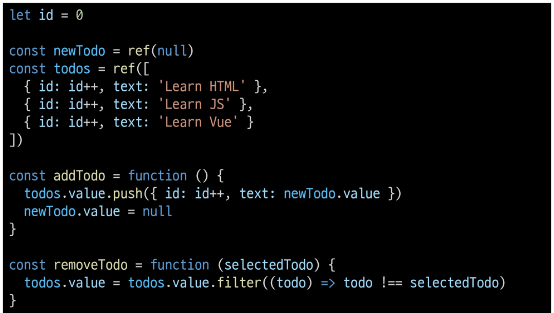 let id = 0
const newTodo = ref(null)
const todos = ref([
{ id: id++, text: 'Learn HTML' },
{ id: id++, text: 'Learn JS' },
{ id: id++, text: 'Learn Vue' }
])
const addTodo = function () {
todos.value.push({ id: id++, text: newTodo.value })
newTodo.value = null
}
const removeTodo = function (selectedTodo) {
todos.value = todos.value.filter((todo) => todo !== selectedTodo)
}